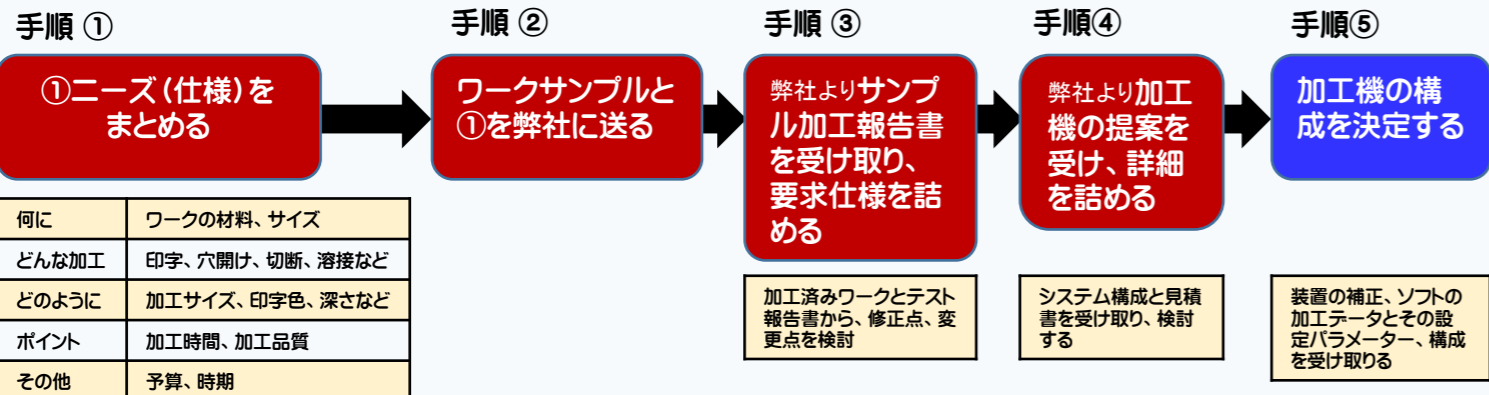 手順 ①
①ニーズ(仕様)を
まとめる
何に ワークの材料、サイズ
どんな加工 印字、穴開け、切断、溶接など
どのように 加工サイズ、印字色、深さなど
ポイント 加工時間、加工品質
その他 予算、時期
手順 ②
ワークサンプルと
①を弊社に送る
手順 ③
弊社よりサンプ
ル加工報告書
を受け取り、
要求仕様を詰
める
加工済みワークとテスト
報告書から、修正点、変
更点を検討
手順④
弊社より加工
機の提案を
受け、詳細
を詰める
システム構成と見積
書を受け取り、検討
する
手順⑤
加工機の構
成を決定する
装置の補正、ソフトの
加工データとその設
定パラメーター、構成
を受け取りる